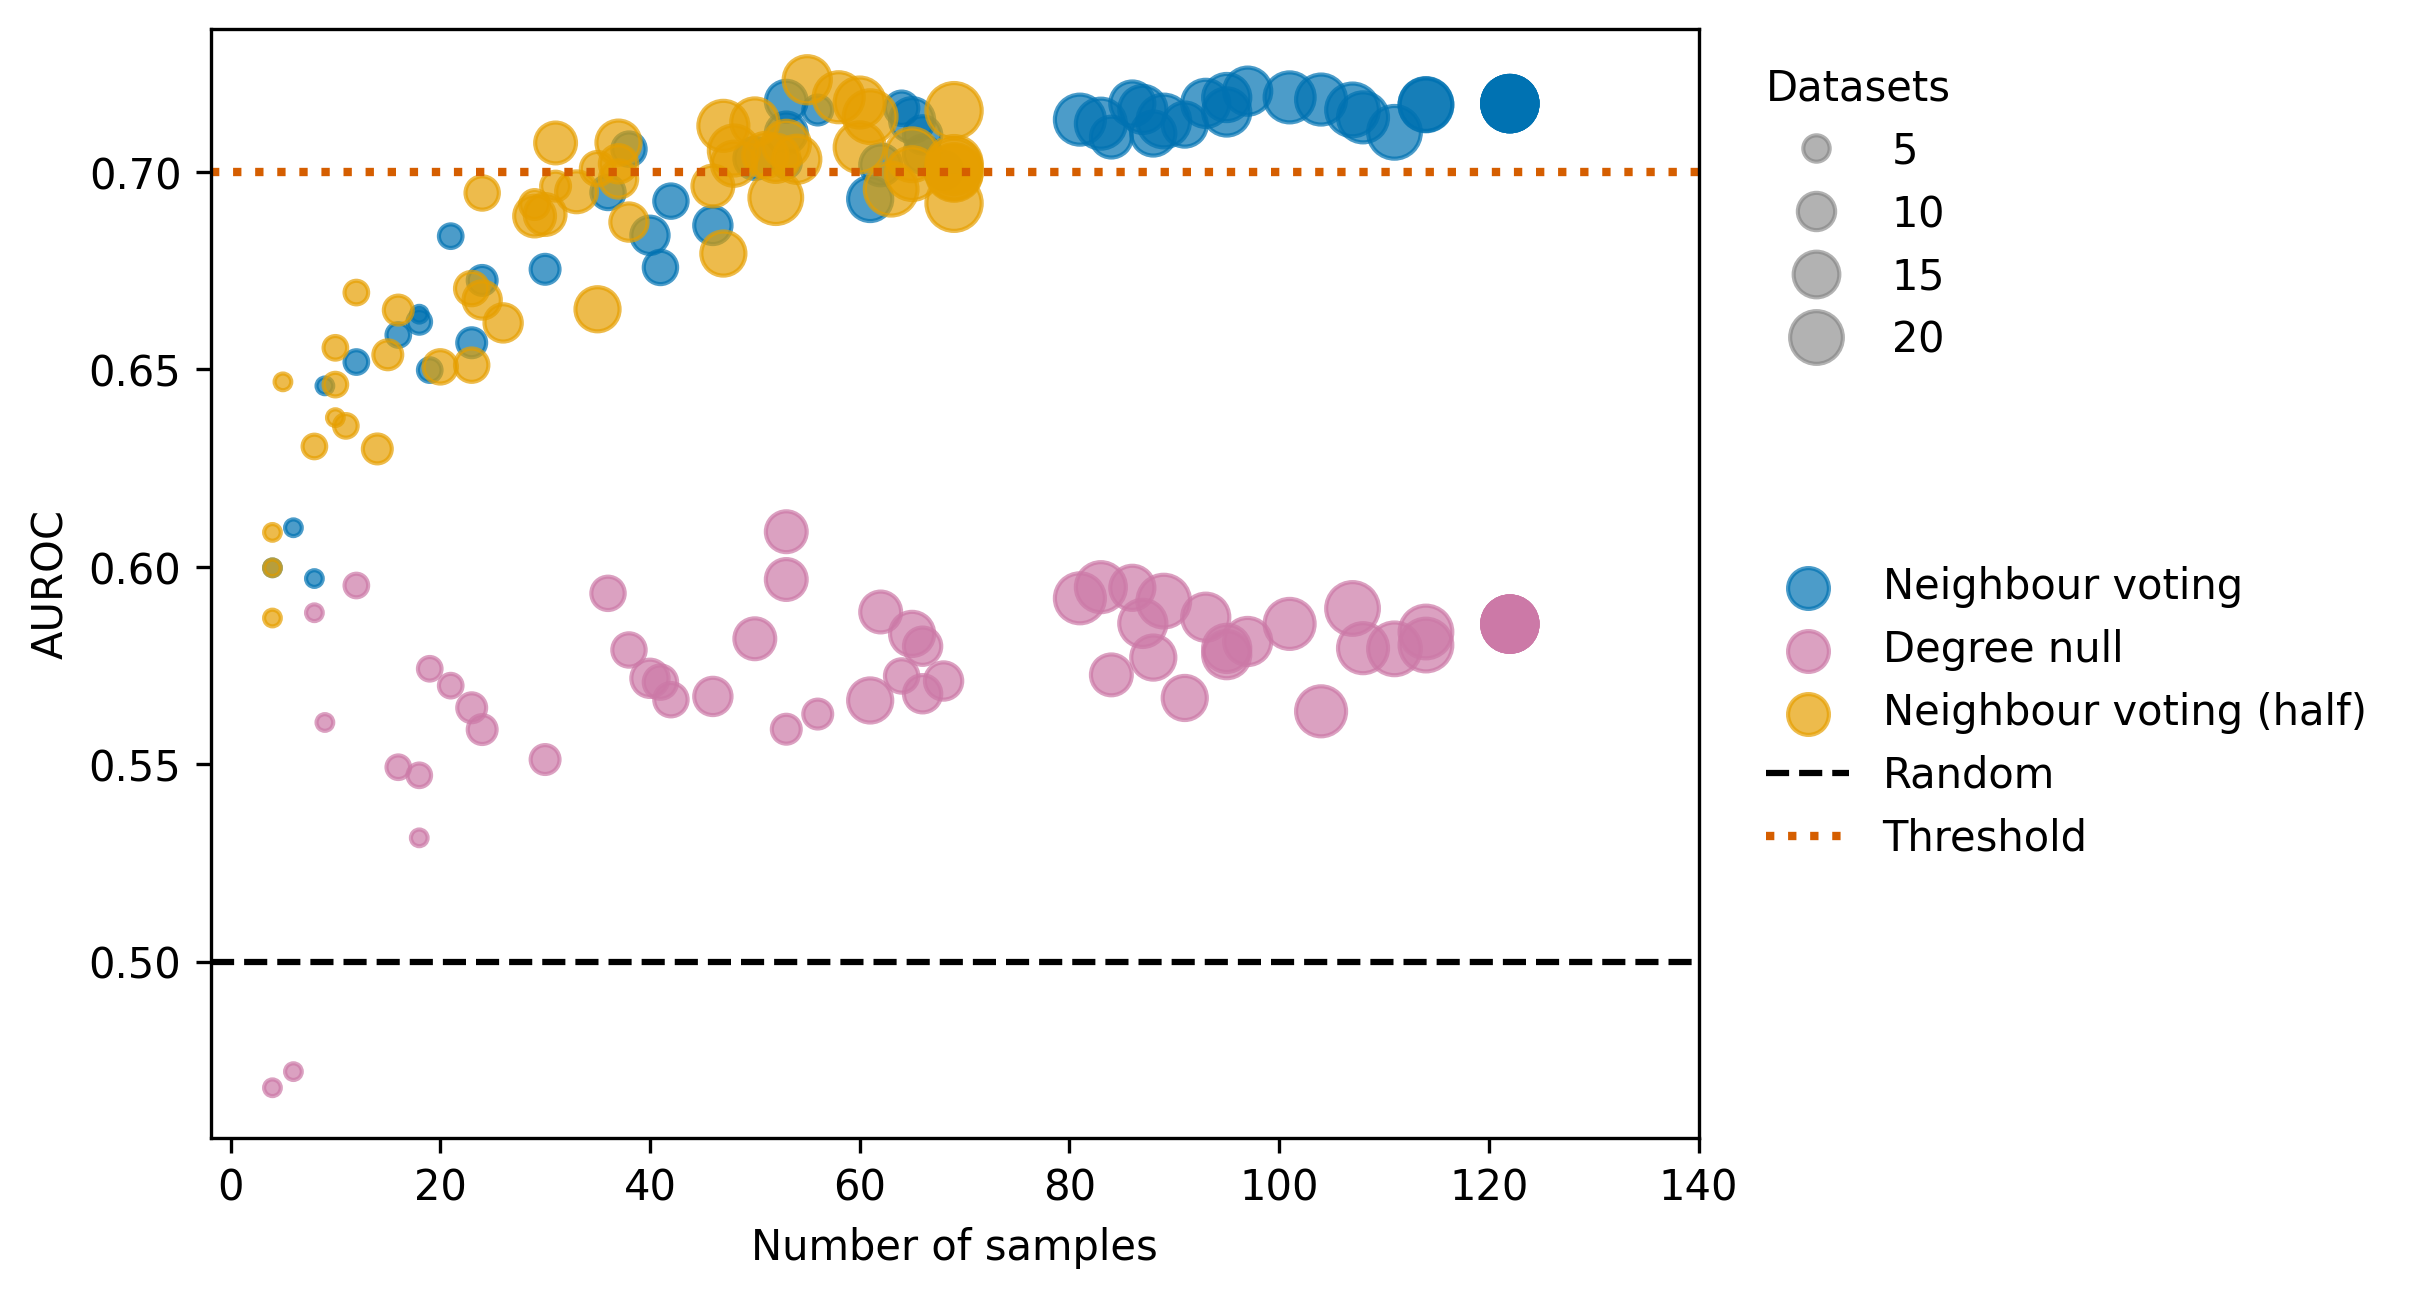 AUROC
0.70
0.65
0.60
0.55
0.50
0
20
40
60
80
100
120
140
Number of samples
Datasets
5
10
15
20
Neighbour voting
Degree null
Neighbour voting (half)
Random
Threshold